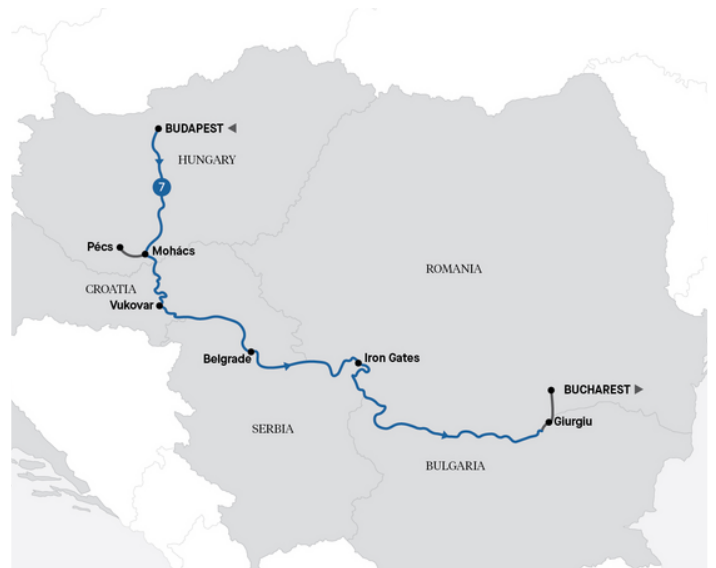 BUDAPEST ◀
HUNGARY
7
Pécs
Mohács
ROMANIA
CROATIA
Vukovar
Belgrade
Iron Gates
BUCHAREST ▶
Giurgiu
SERBIA
BULGARIA